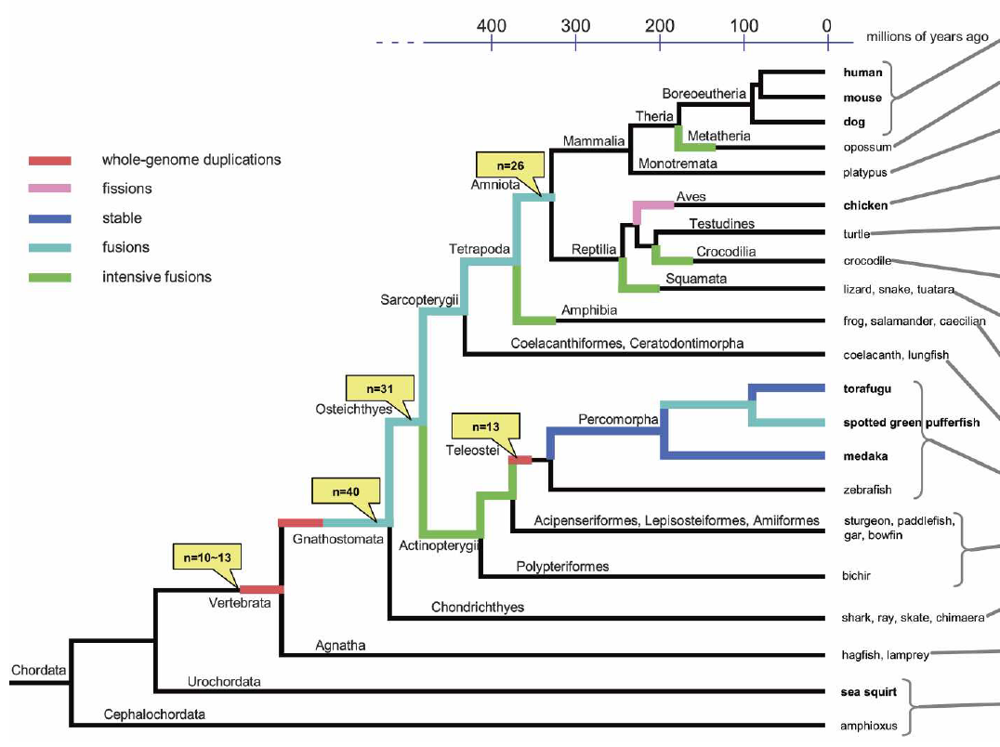 400 300 200 100 0
millions of years ago
human
Boreoeutheria
mouse
Theria
dog
Metatheria
Mammalia
opossum
whole-genome duplications
n=26
Monotremata
platypus
fissions
Amniota
Aves
chicken
stable
Testudines
turtle
fusions
Tetrapoda
Reptilia
Crocodilia
crocodile
intensive fusions
Squamata
lizard, snake, tuatara
Sarcopterygii
Amphibia
frog, salamander, caecilian
Coelacanthiformes, Ceratodontimorpha
coelacanth, lungfish
n=31
torafugu
Osteichthyes
n=13
Percomorpha
spotted green pufferfish
Teleostei
medaka
n=40
zebrafish
Acipenseriformes, Lepisosteiformes, Amiiformes
sturgeon, paddlefish,
gar, bowfin
Gnathostomata
Actinopterygii
n=10~13
Polypteriformes
bichir
Vertebrata
Chondrichthyes
shark, ray, skate, chimaera
Agnatha
hagfish, lamprey
Chordata
Urochordata
sea squirt
Cephalochordata
amphioxus